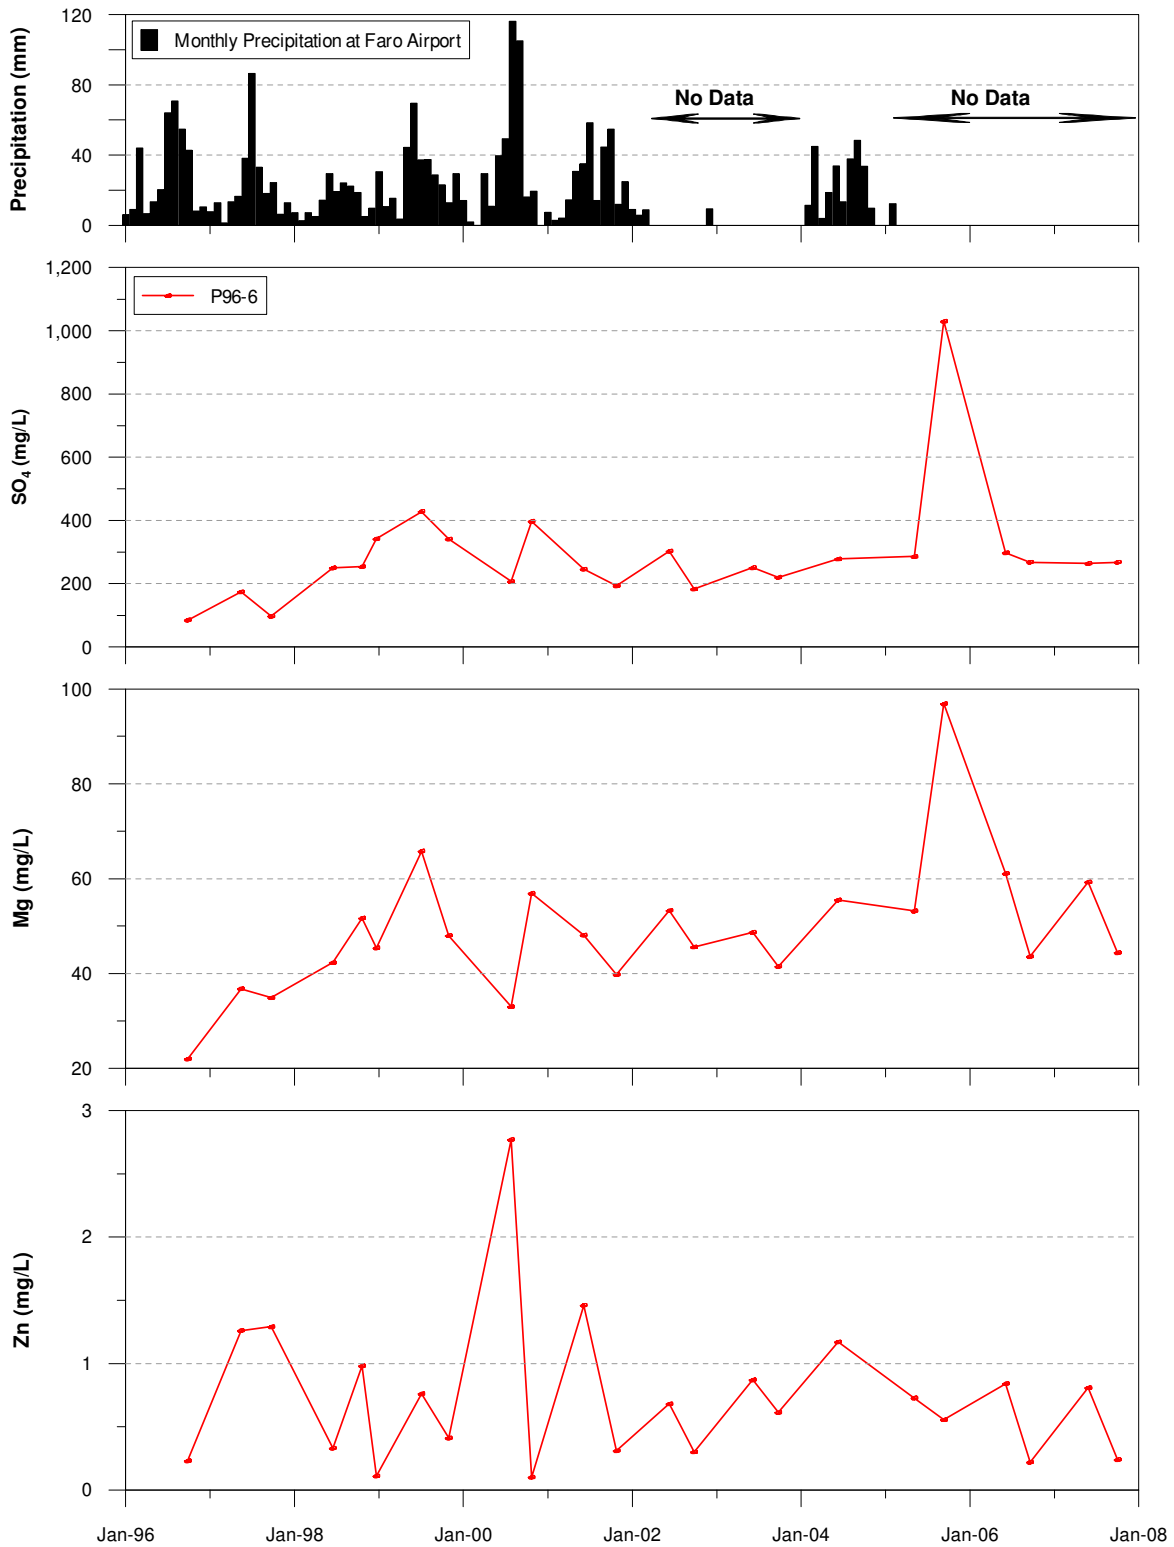 120
80
40
0
Precipitation (mm)
Monthly Precipitation at Faro Airport
No Data
No Data
1,200
1,000
800
600
400
200
0
SO4 (mg/L)
P96-6
100
80
60
40
20
Mg (mg/L)
3
2
1
0
Zn (mg/L)
Jan-96 Jan-98 Jan-00 Jan-02 Jan-04 Jan-06 Jan-08